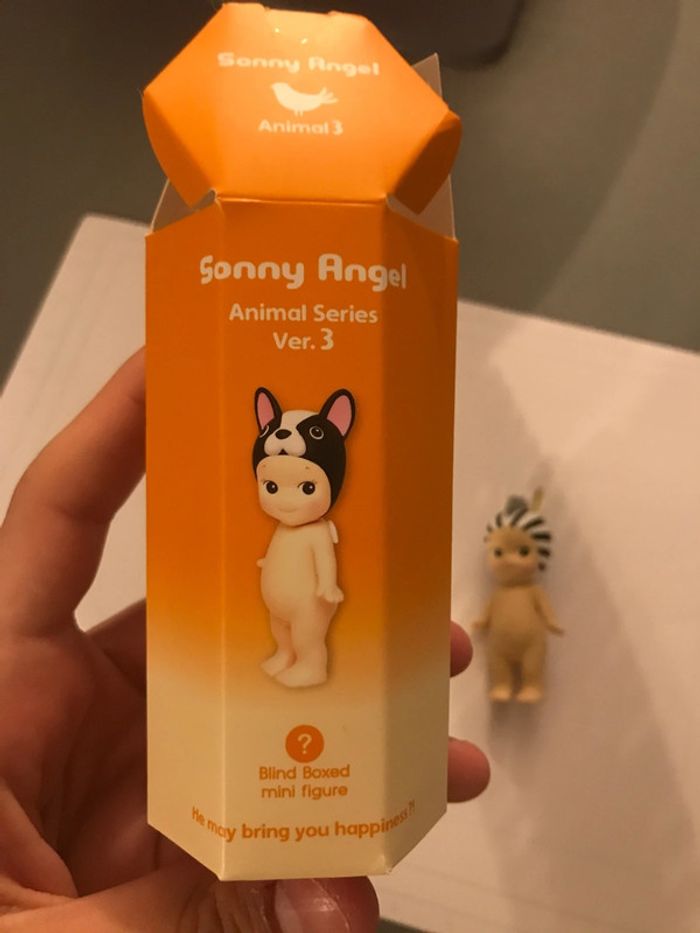 Sonny Angel
Animal 3
Sonny Angel
Animal Series
Ver. 3
?
Blind Boxed
mini figure
He may bring you happiness?!